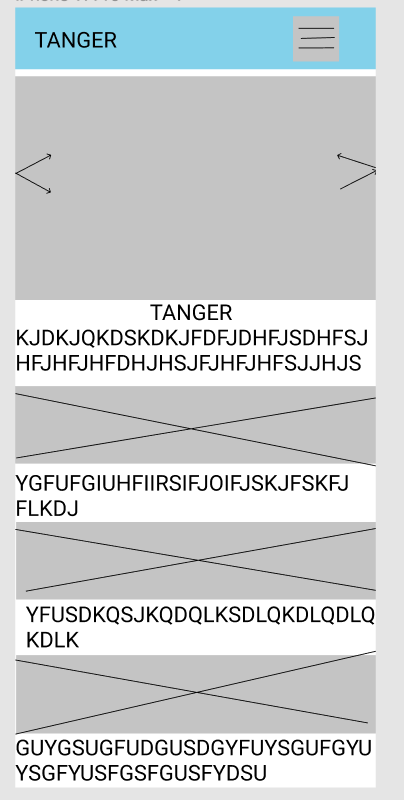 TANGER
TANGER
KJDKJQKDSKDKJFDFJDHFJSDHFSJ
HFJHFJHFDHJHSJFJHFJHFSJJHJS
YGFUFGIUHFIIRSIFJOIFJSKJFSKFJ
FLKDJ
YFUSDKQSJKQDQLKSDLQKDLQDLQ
KDLK
GUYGSUGFUDGUSDGYFUYSGUFGYU
YSGFYUSFGSFGUSFYDSU